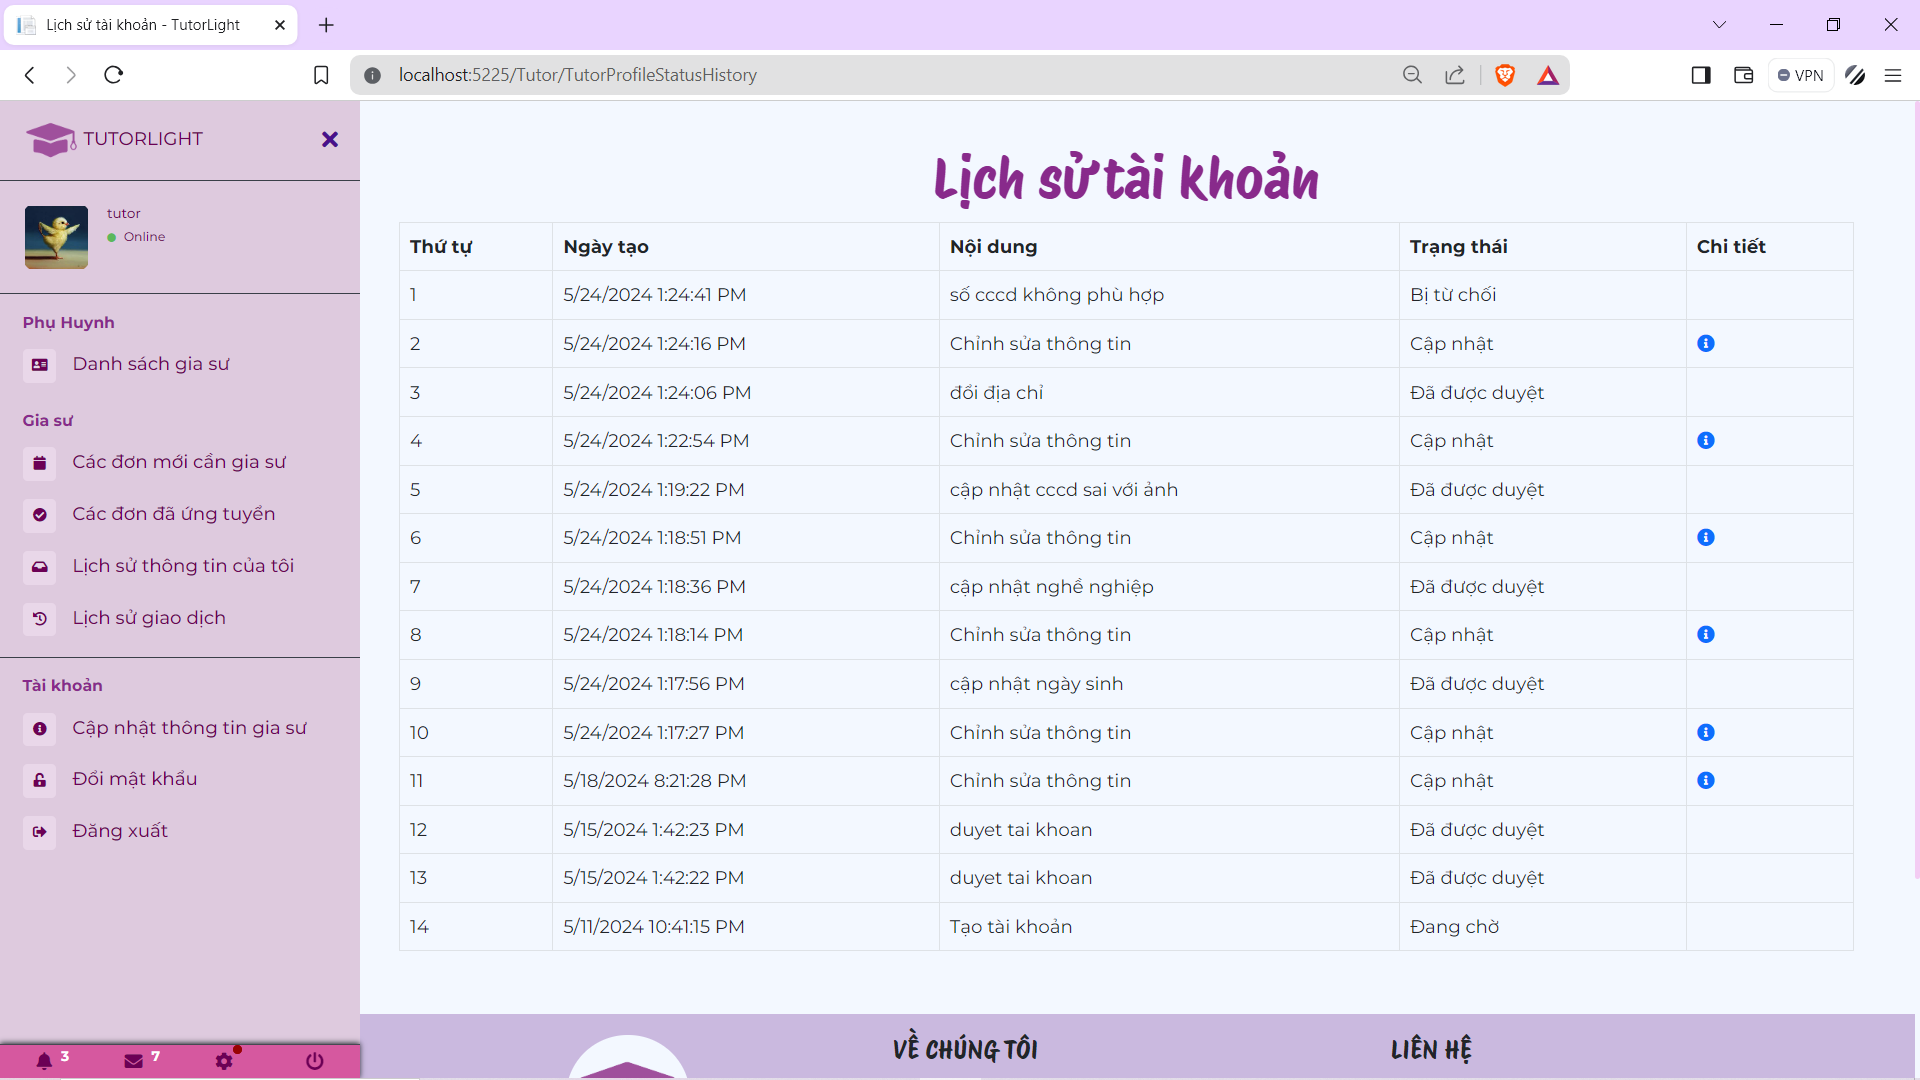 Lịch sử tài khoản - TutorLight
localhost:5225/Tutor/TutorProfileStatusHistory
VPN
TUTORLIGHT
tutor
Online
Phụ Huynh
Danh sách gia sư
Gia sư
Các đơn mới cần gia sư
Các đơn đã ứng tuyển
Lịch sử thông tin của tôi
Lịch sử giao dịch
Tài khoản
Cập nhật thông tin gia sư
Đổi mật khẩu
Đăng xuất
3 7
Lịch sử tài khoản
Thứ tự Ngày tạo Nội dung Trạng thái Chi tiết
1 5/24/2024 1:24:41 PM số cccd không phù hợp Bị từ chối
2 5/24/2024 1:24:16 PM Chỉnh sửa thông tin Cập nhật
3 5/24/2024 1:24:06 PM đổi địa chỉ Đã được duyệt
4 5/24/2024 1:22:54 PM Chỉnh sửa thông tin Cập nhật
5 5/24/2024 1:19:22 PM cập nhật cccd sai với ảnh Đã được duyệt
6 5/24/2024 1:18:51 PM Chỉnh sửa thông tin Cập nhật
7 5/24/2024 1:18:36 PM cập nhật nghề nghiệp Đã được duyệt
8 5/24/2024 1:18:14 PM Chỉnh sửa thông tin Cập nhật
9 5/24/2024 1:17:56 PM cập nhật ngày sinh Đã được duyệt
10 5/24/2024 1:17:27 PM Chỉnh sửa thông tin Cập nhật
11 5/18/2024 8:21:28 PM Chỉnh sửa thông tin Cập nhật
12 5/15/2024 1:42:23 PM duyet tai khoan Đã được duyệt
13 5/15/2024 1:42:22 PM duyet tai khoan Đã được duyệt
14 5/11/2024 10:41:15 PM Tạo tài khoản Đang chờ
VỀ CHÚNG TÔI LIÊN HỆ